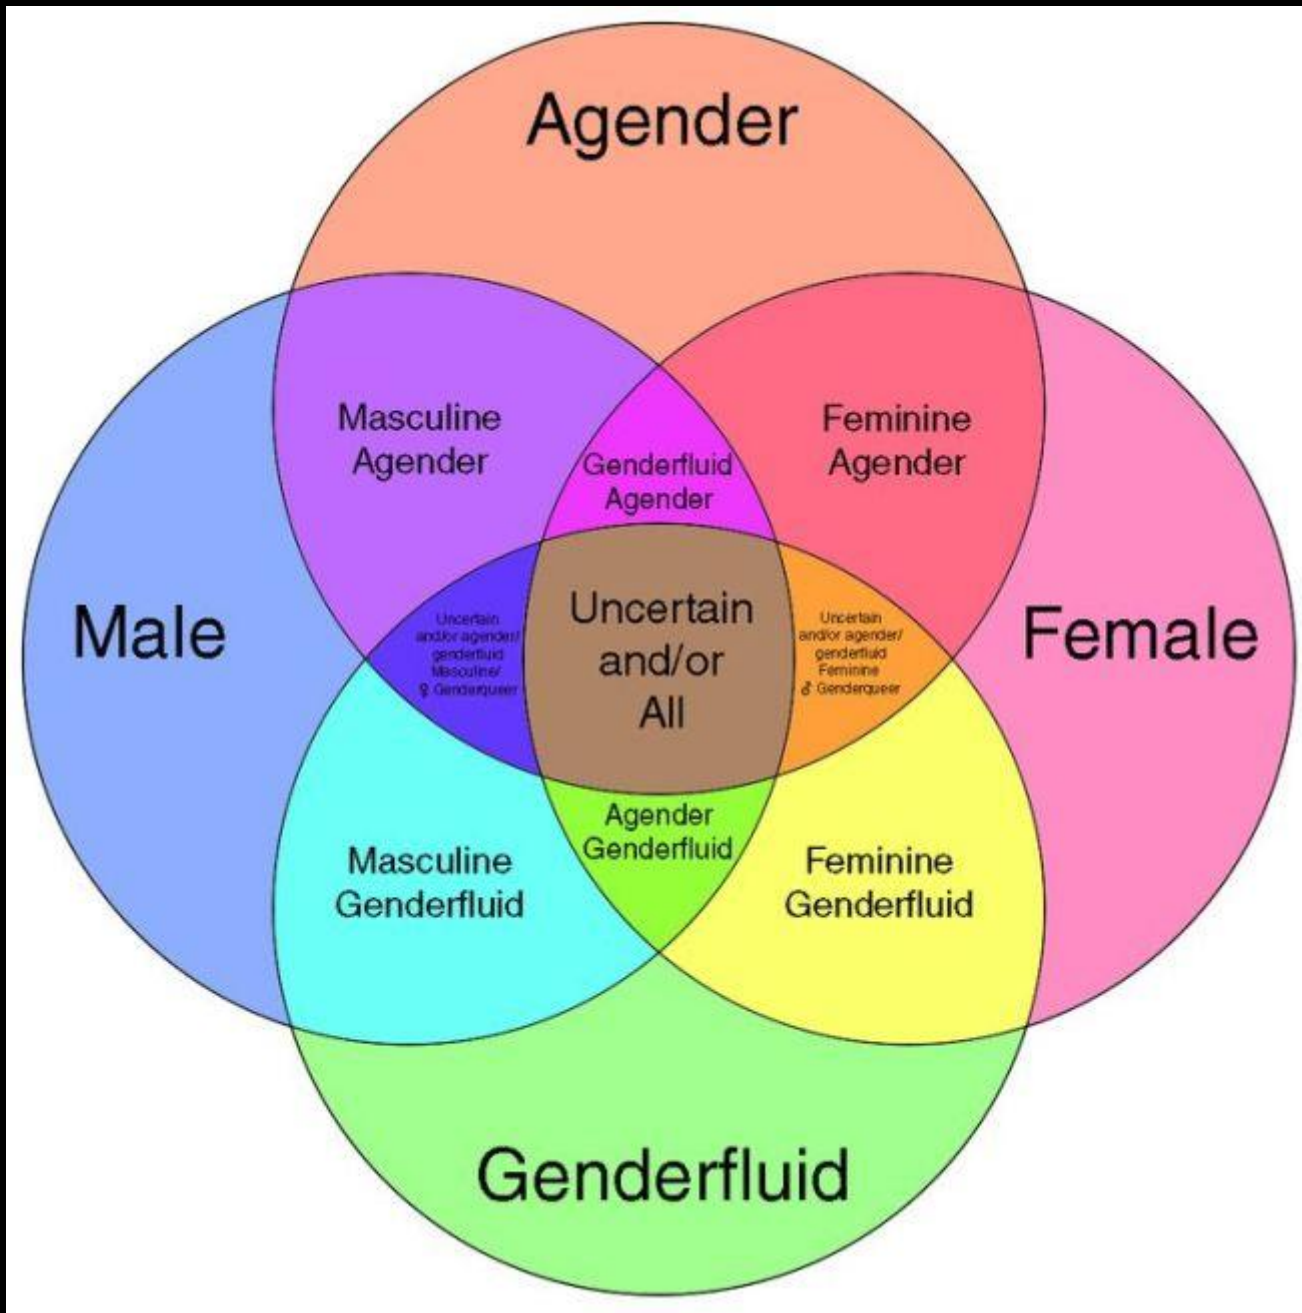 Agender
Masculine
Agender
Feminine
Agender
Genderfluid
Agender
Male
Uncertain
and/or agender/
genderfluid
Masculine/
♀ Genderqueer
Uncertain
and/or
All
Uncertain
and/or agender/
genderfluid
Feminine
♂ Genderqueer
Female
Agender
Genderfluid
Masculine
Genderfluid
Feminine
Genderfluid
Genderfluid